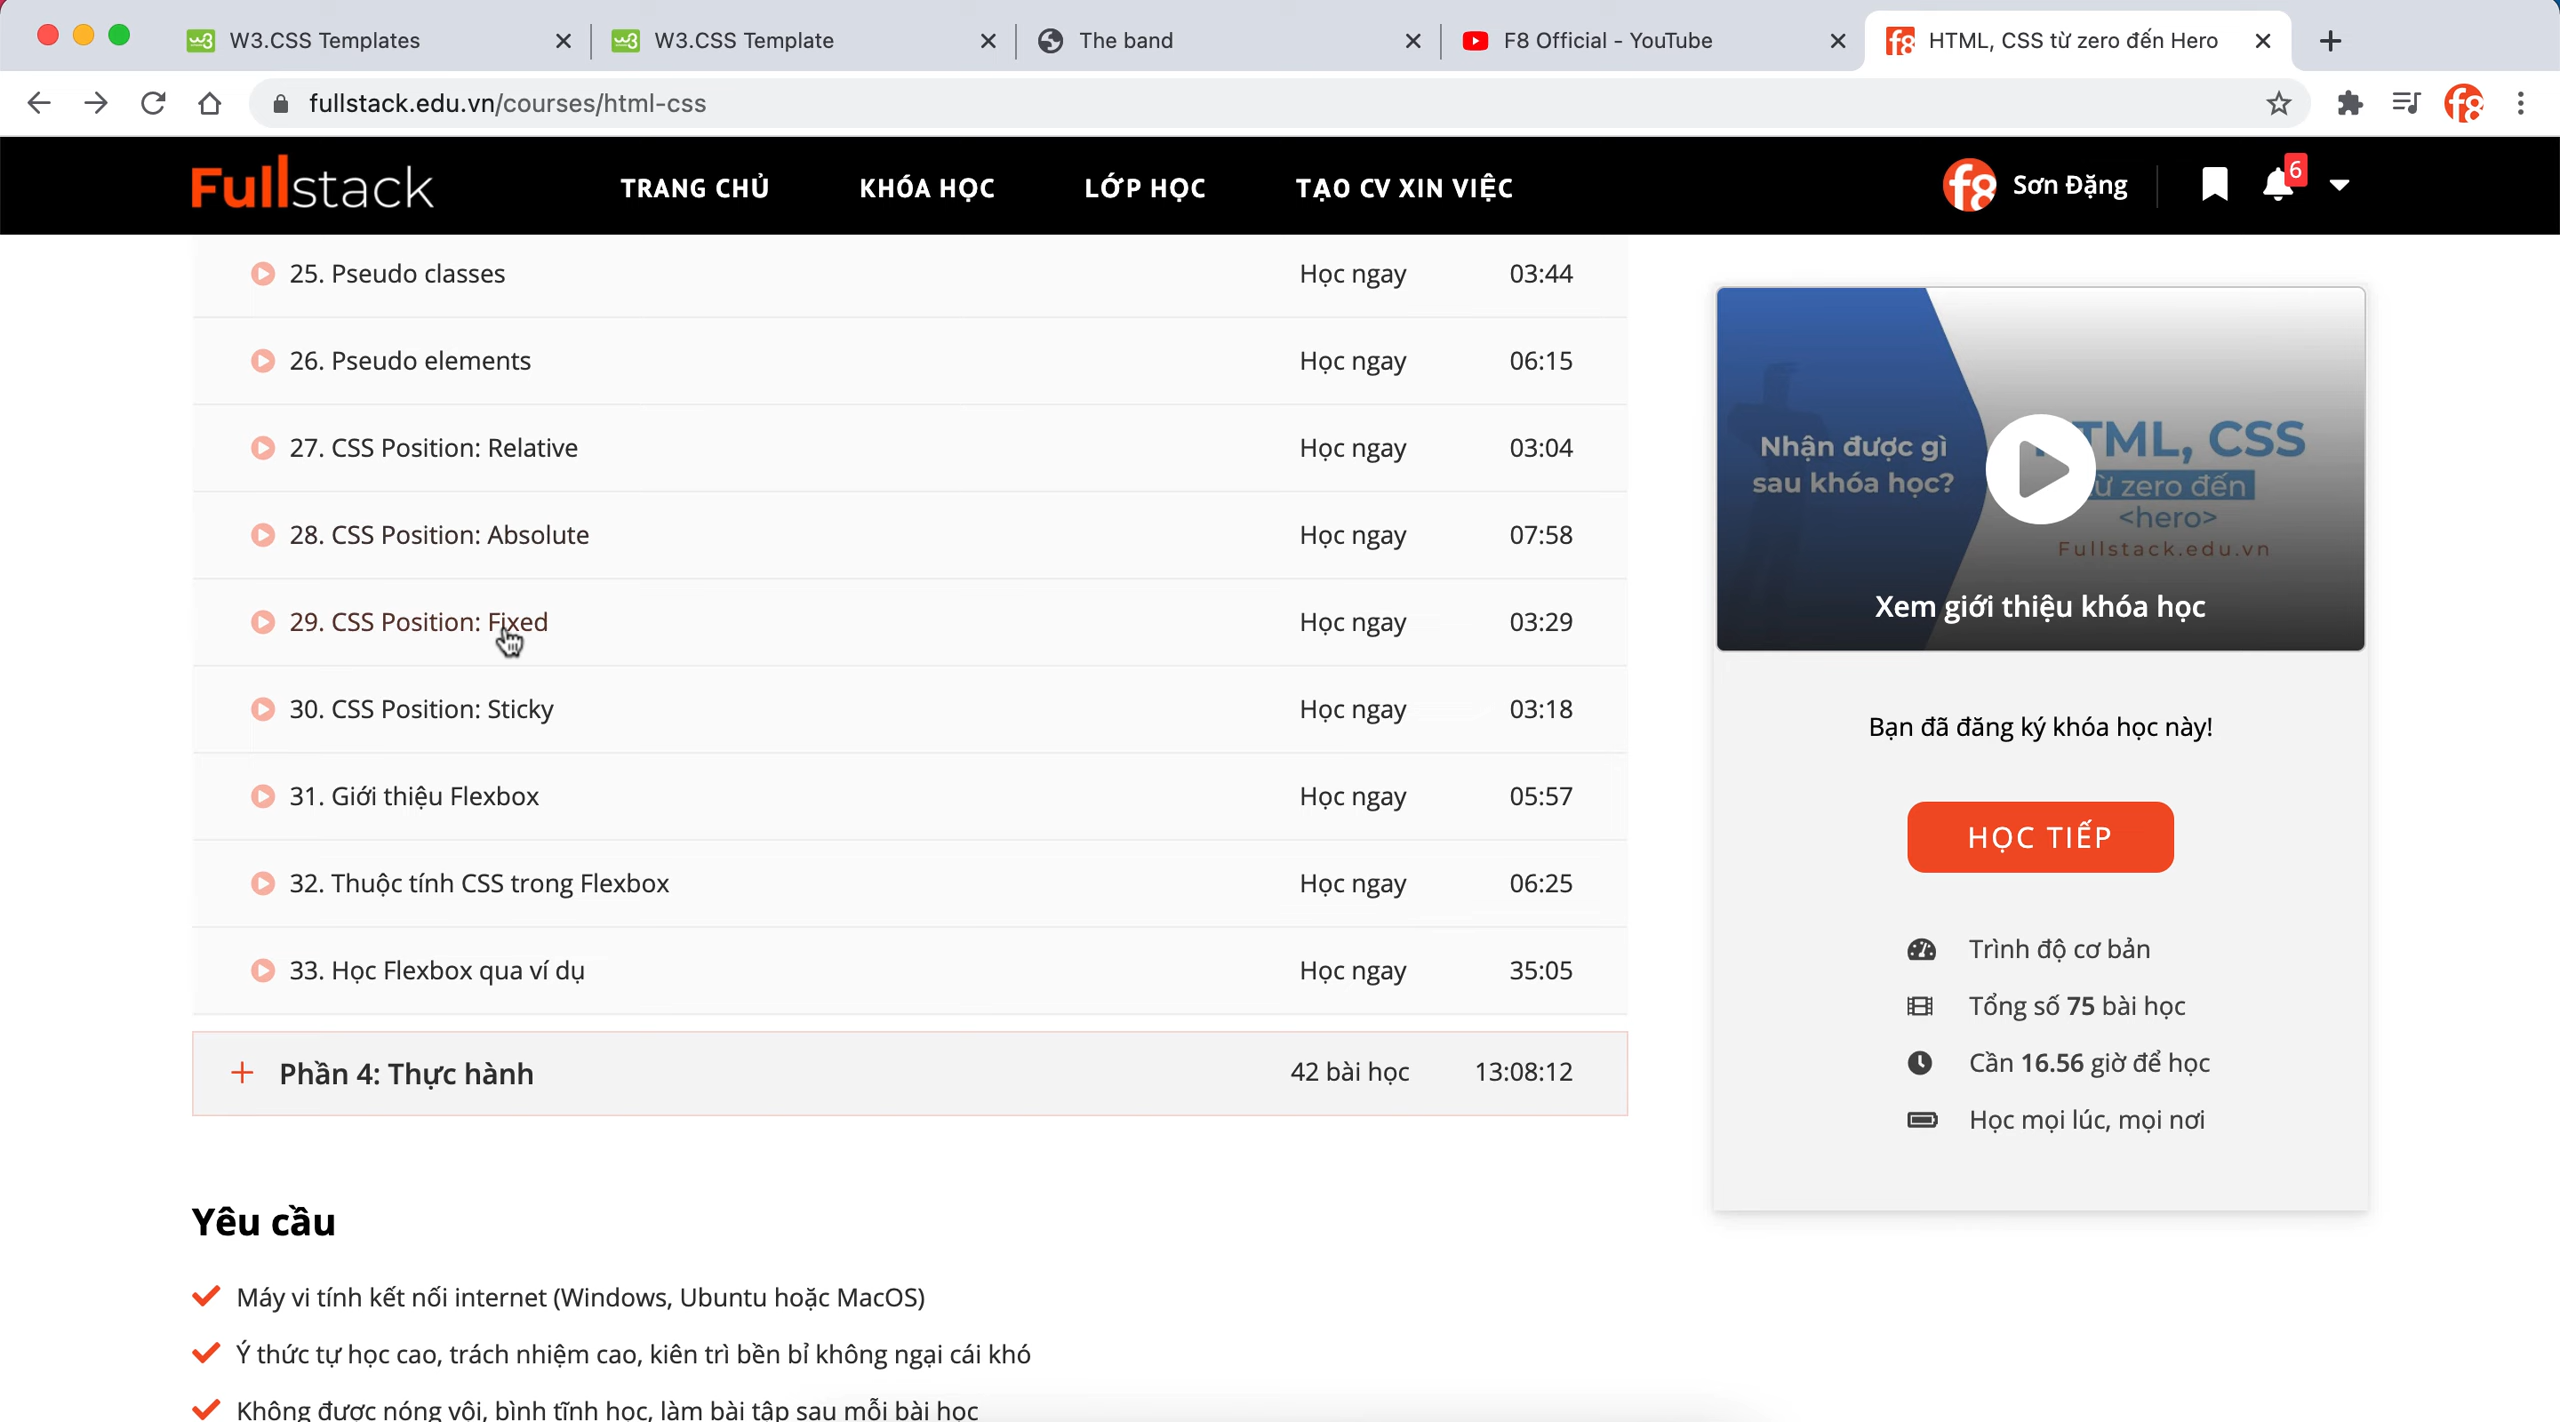 W3.CSS Templates
W3.CSS Template
The band
F8 Official - YouTube
HTML, CSS từ zero đến Hero
fullstack.edu.vn/courses/html-css
Fullstack
TRANG CHỦ
KHÓA HỌC
LỚP HỌC
TẠO CV XIN VIỆC
f8
Sơn Đặng
6
25. Pseudo classes Học ngay 03:44
26. Pseudo elements Học ngay 06:15
27. CSS Position: Relative Học ngay 03:04
28. CSS Position: Absolute Học ngay 07:58
29. CSS Position: Fixed Học ngay 03:29
30. CSS Position: Sticky Học ngay 03:18
31. Giới thiệu Flexbox Học ngay 05:57
32. Thuộc tính CSS trong Flexbox Học ngay 06:25
33. Học Flexbox qua ví dụ Học ngay 35:05
Phần 4: Thực hành 42 bài học 13:08:12
Yêu cầu
Máy vi tính kết nối internet (Windows, Ubuntu hoặc MacOS)
Ý thức tự học cao, trách nhiệm cao, kiên trì bền bỉ không ngại cái khó
Không được nóng vội, bình tĩnh học, làm bài tập sau mỗi bài học
Nhận được gì
sau khóa học?
HTML, CSS
từ zero đến
<hero>
Fullstack.edu.vn
Xem giới thiệu khóa học
Bạn đã đăng ký khóa học này!
HỌC TIẾP
Trình độ cơ bản
Tổng số 75 bài học
Cần 16.56 giờ để học
Học mọi lúc, mọi nơi